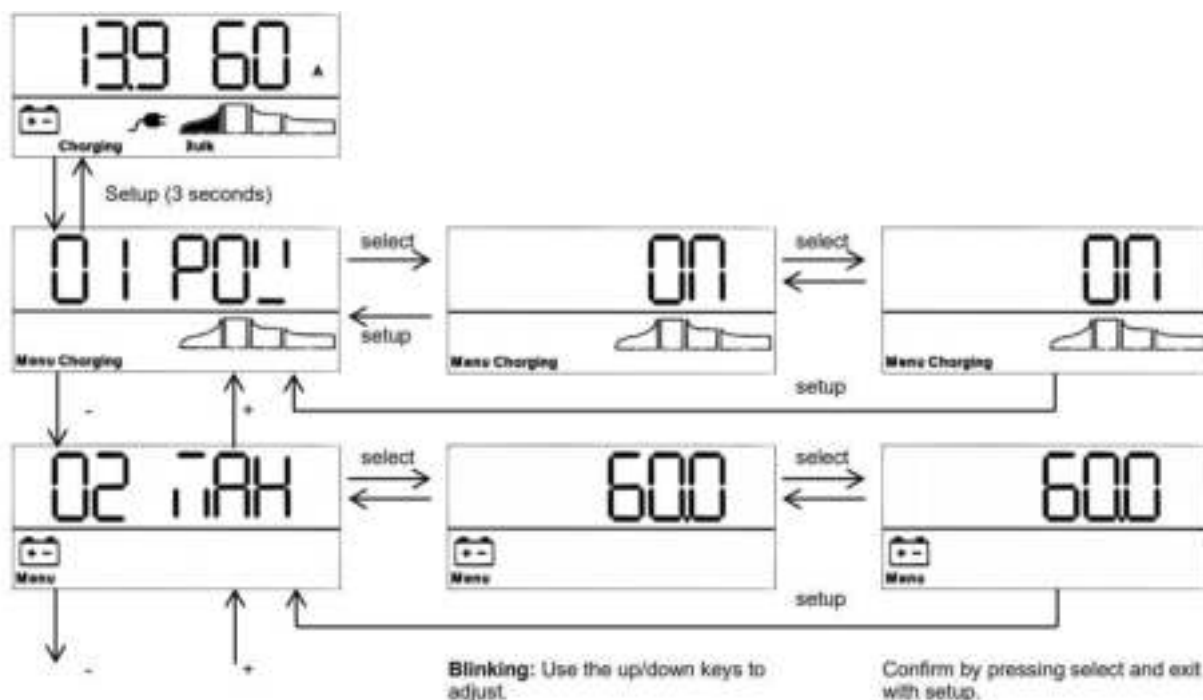 13.9 60 A
+ -
Charging Bulk
Setup (3 seconds)
01 POW select ON select ON
setup
Menu Charging Menu Charging Menu Charging
setup
- +
02 MAX select 60.0 select 60.0
+ - + - + -
Menu Menu Menu
setup
- +
Blinking: Use the up/down keys to
adjust.
Confirm by pressing select and exit
with setup.